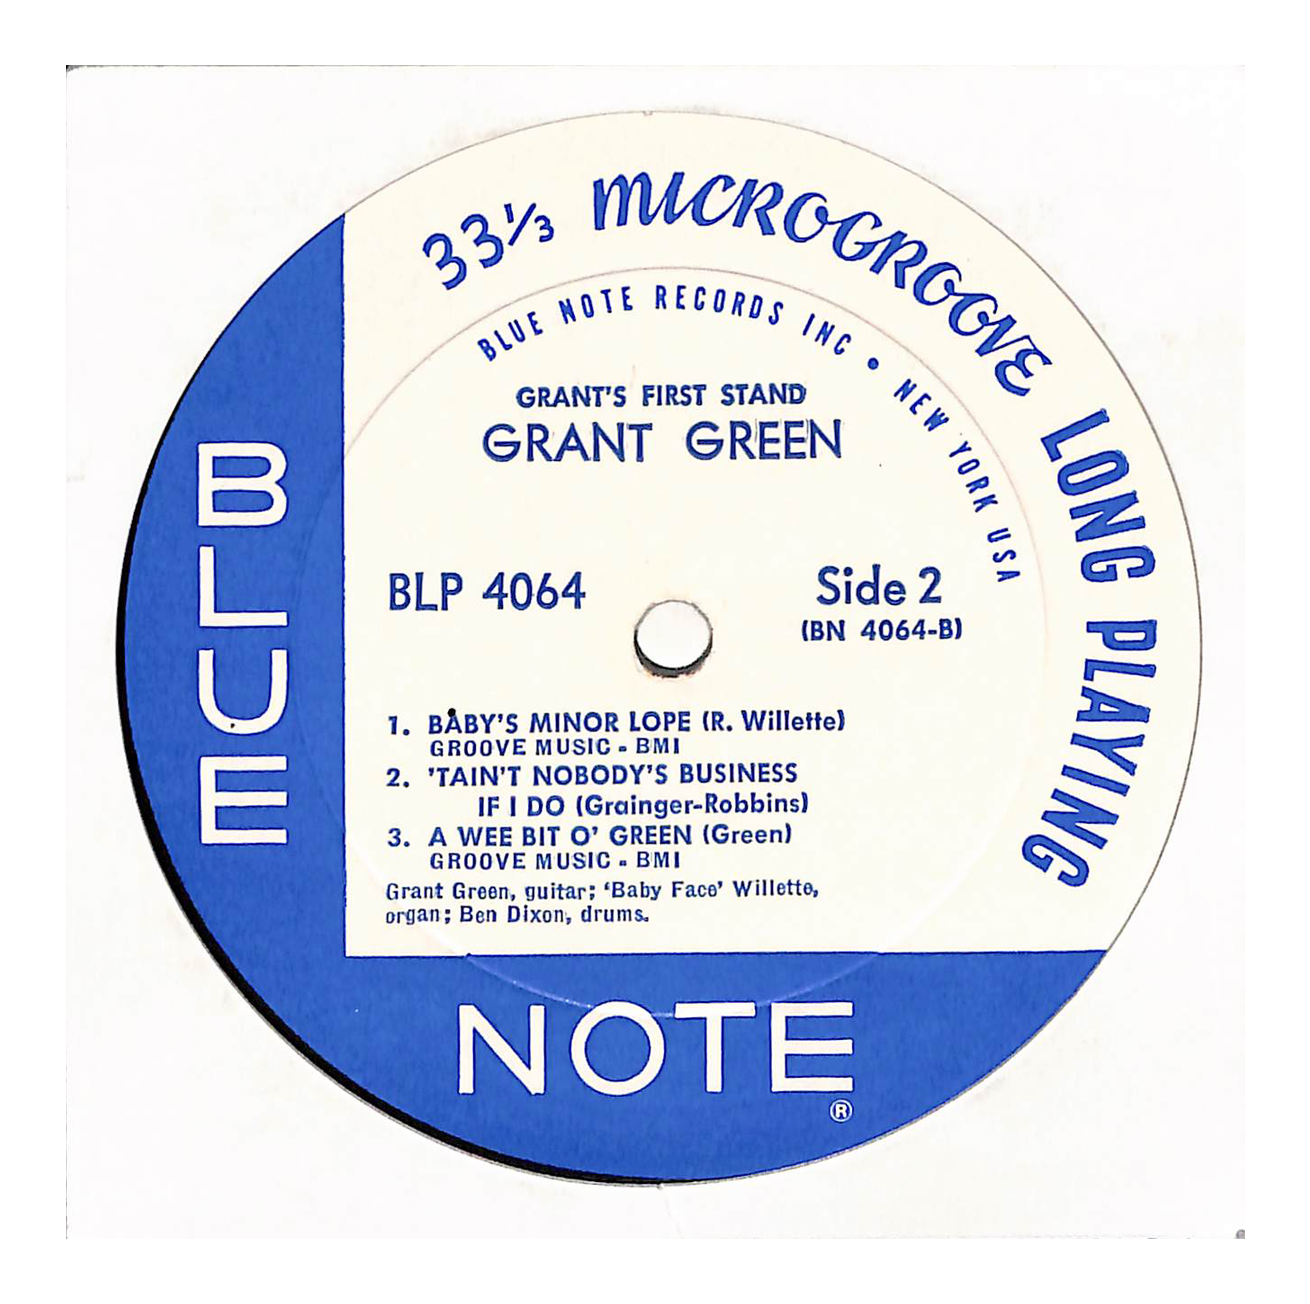 33⅓ MICROGROOVE LONG PLAYING
BLUE NOTE RECORDS INC • NEW YORK USA
GRANT'S FIRST STAND
GRANT GREEN
BLP 4064
Side 2
(BN 4064-B)
1. BABY'S MINOR LOPE (R. Willette)
GROOVE MUSIC - BMI
2. 'TAIN'T NOBODY'S BUSINESS
IF I DO (Grainger-Robbins)
3. A WEE BIT O' GREEN (Green)
GROOVE MUSIC - BMI
Grant Green, guitar; 'Baby Face' Willette,
organ; Ben Dixon, drums.
BLUE
NOTE
®